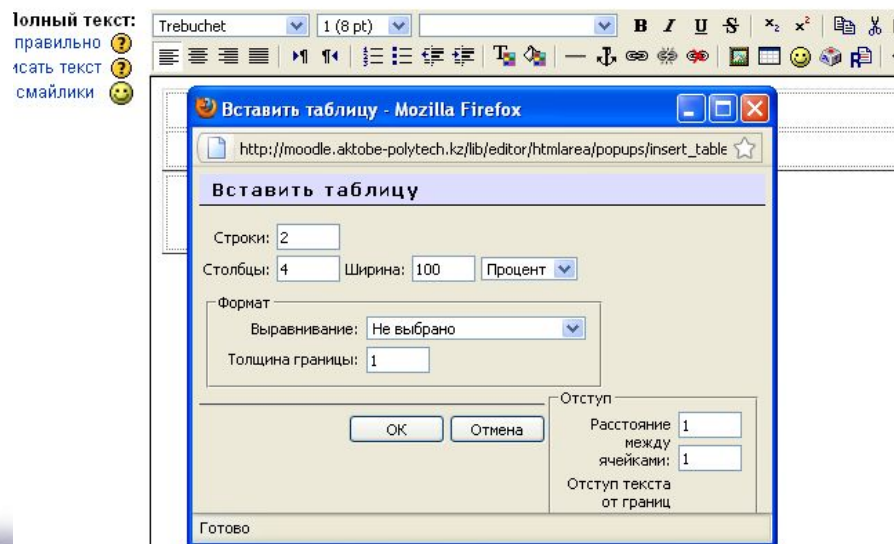 Полный текст:
правильно
исать текст
смайлики
Trebuchet 1 (8 pt) B I U S x₂ x²
Вставить таблицу - Mozilla Firefox
http://moodle.aktobe-polytech.kz/lib/editor/htmlarea/popups/insert_table
Вставить таблицу
Строки: 2
Столбцы: 4 Ширина: 100 Процент
Формат
Выравнивание: Не выбрано
Толщина границы: 1
OK Отмена
Отступ
Расстояние между ячейками: 1
1
Отступ текста от границ
Готово